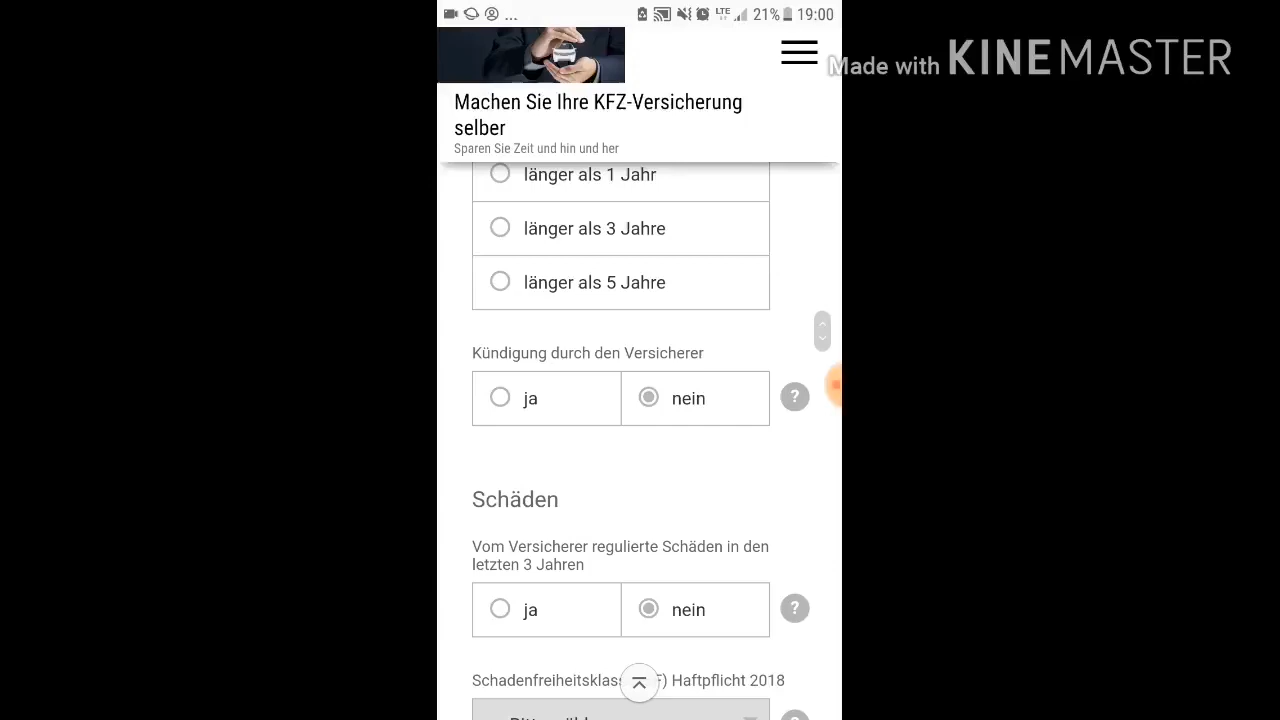 ... LTE 21% 19:00
Made with KINEMASTER
Machen Sie Ihre KFZ-Versicherung
selber
Sparen Sie Zeit und hin und her
länger als 1 Jahr
länger als 3 Jahre
länger als 5 Jahre
Kündigung durch den Versicherer
ja nein ?
Schäden
Vom Versicherer regulierte Schäden in den
letzten 3 Jahren
ja nein ?
Haftpflicht 2018